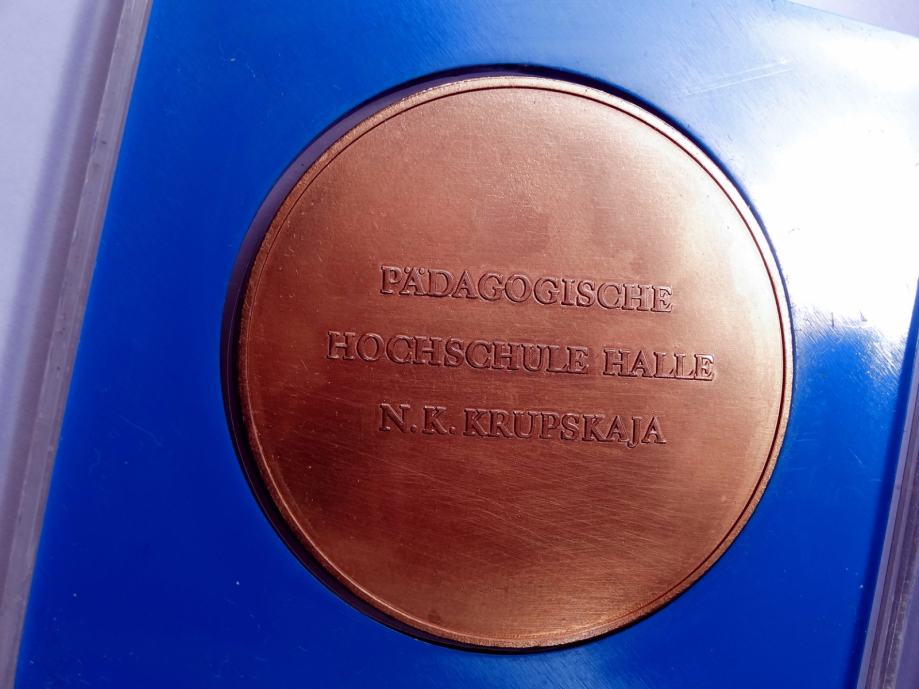 PÄDAGOGISCHE
HOCHSCHULE HALLE
N. K. KRUPSKAJA